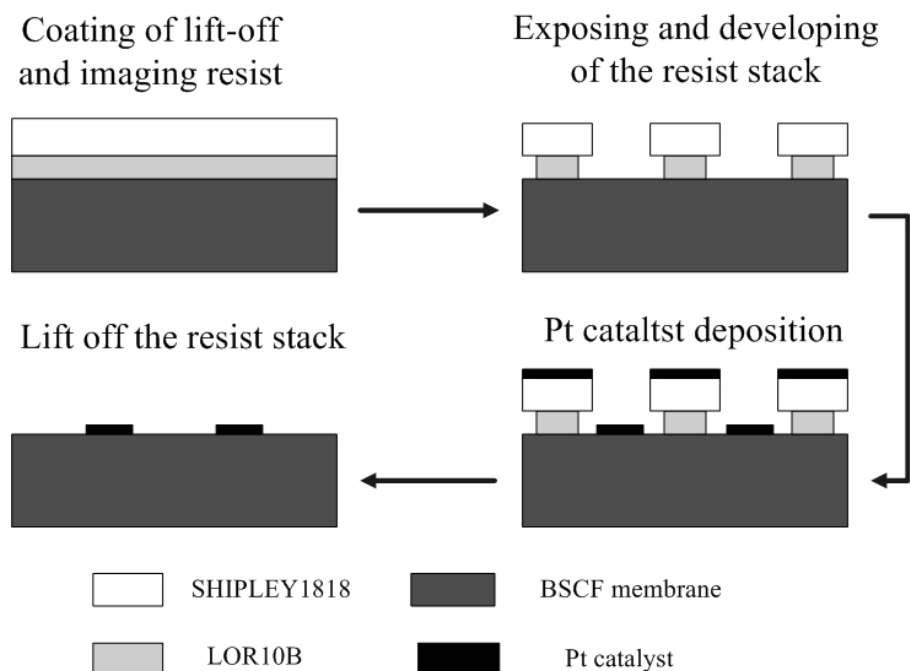 Coating of lift-off
and imaging resist
Exposing and developing
of the resist stack
Lift off the resist stack
Pt cataltst deposition
SHIPLEY1818
BSCF membrane
LOR10B
Pt catalyst